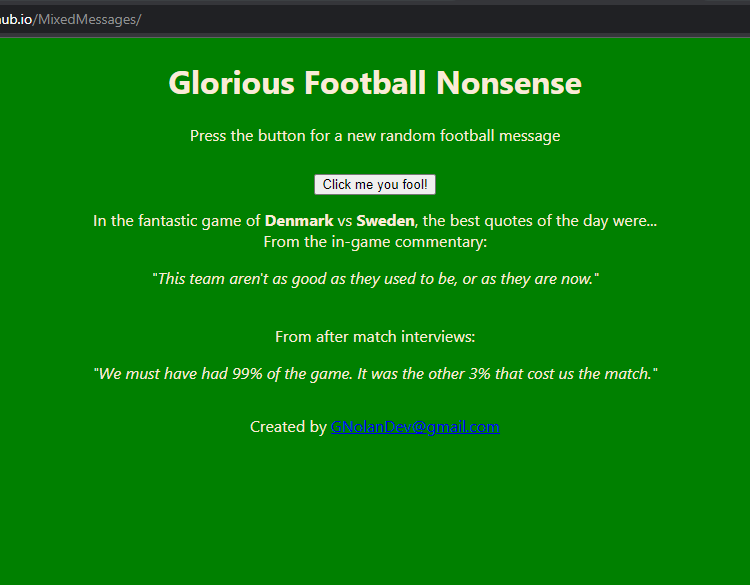 ub.io/MixedMessages/
Glorious Football Nonsense
Press the button for a new random football message
Click me you fool!
In the fantastic game of Denmark vs Sweden, the best quotes of the day were...
From the in-game commentary:
"This team aren't as good as they used to be, or as they are now."
From after match interviews:
"We must have had 99% of the game. It was the other 3% that cost us the match."
Created by GNolanDev@gmail.com